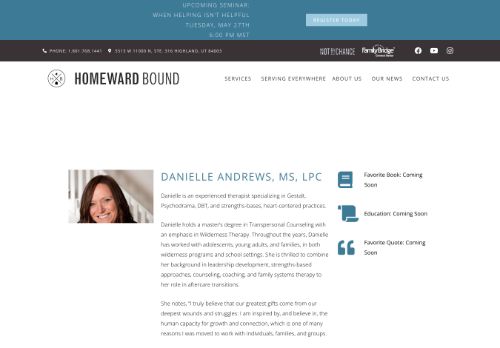 UPCOMING SEMINAR:
WHEN HELPING ISN'T HELPFUL
TUESDAY, MAY 27TH
6:00 PM MST
REGISTER TODAY
PHONE: 1.801.768.1441
5513 W 11000 N, STE. 316 HIGHLAND, UT 84003
NOT BY CHANCE
FamilyBridge
HOMEWARD BOUND
SERVICES
SERVING EVERYWHERE
ABOUT US
OUR NEWS
CONTACT US
DANIELLE ANDREWS, MS, LPC
Danielle is an experienced therapist specializing in Gestalt,
Psychodrama, DBT, and strengths-bases, heart-centered practices.
Danielle holds a master's degree in Transpersonal Counseling with
an emphasis in Wilderness Therapy. Throughout the years, Danielle
has worked with adolescents, young adults, and families, in both
wilderness programs and school settings. She is thrilled to combine
her background in leadership development, strengths-based
approaches, counseling, coaching, and family systems therapy to
her role in aftercare transitions.
She notes, "I truly believe that our greatest gifts come from our
deepest wounds and struggles. I am inspired by, and believe in, the
human capacity for growth and connection, which is one of many
reasons I was moved to work with individuals, families, and groups
Favorite Book: Coming
Soon
Education: Coming Soon
Favorite Quote: Coming
Soon